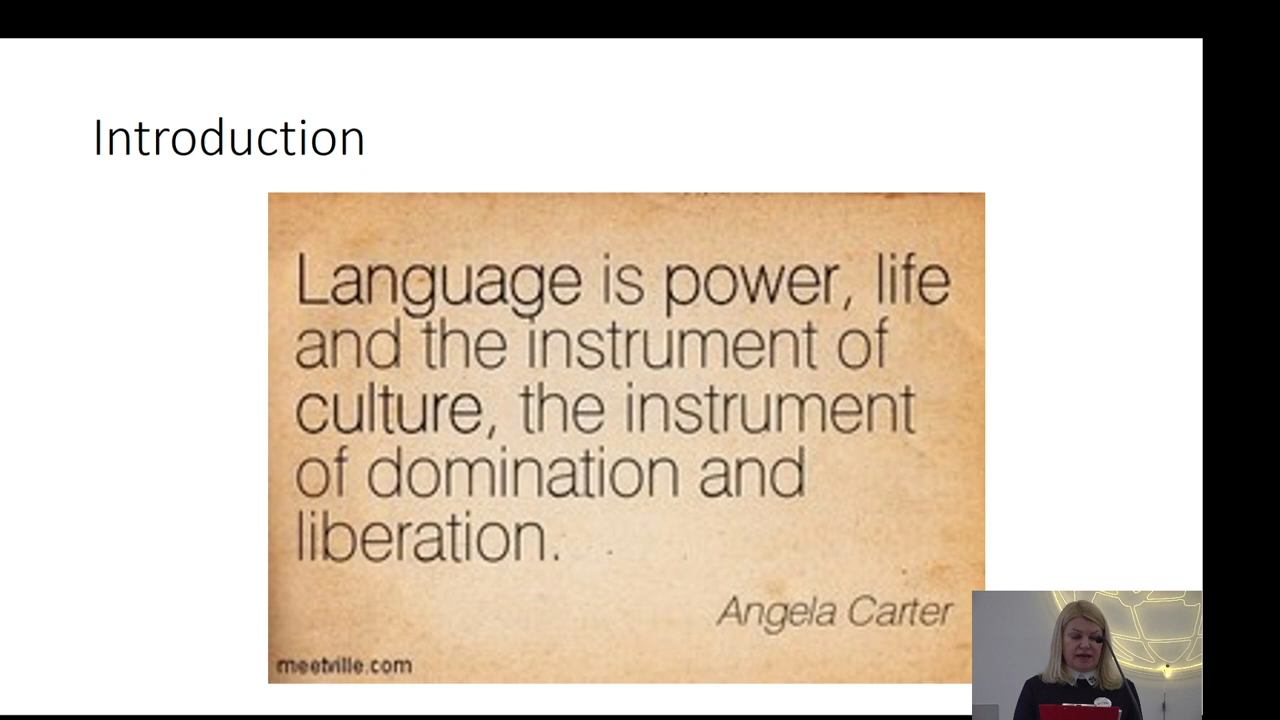 Introduction
Language is power, life
and the instrument of
culture, the instrument
of domination and
liberation.
Angela Carter
meetville.com